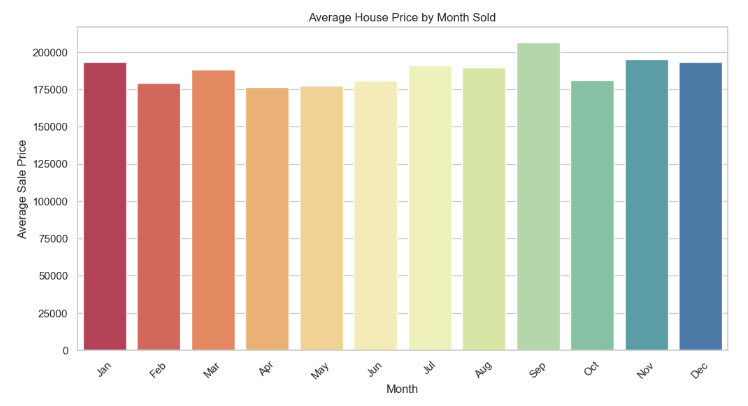 Average House Price by Month Sold
Average Sale Price
200000
175000
150000
125000
100000
75000
50000
25000
0
Jan Feb Mar Apr May Jun Jul Aug Sep Oct Nov Dec
Month